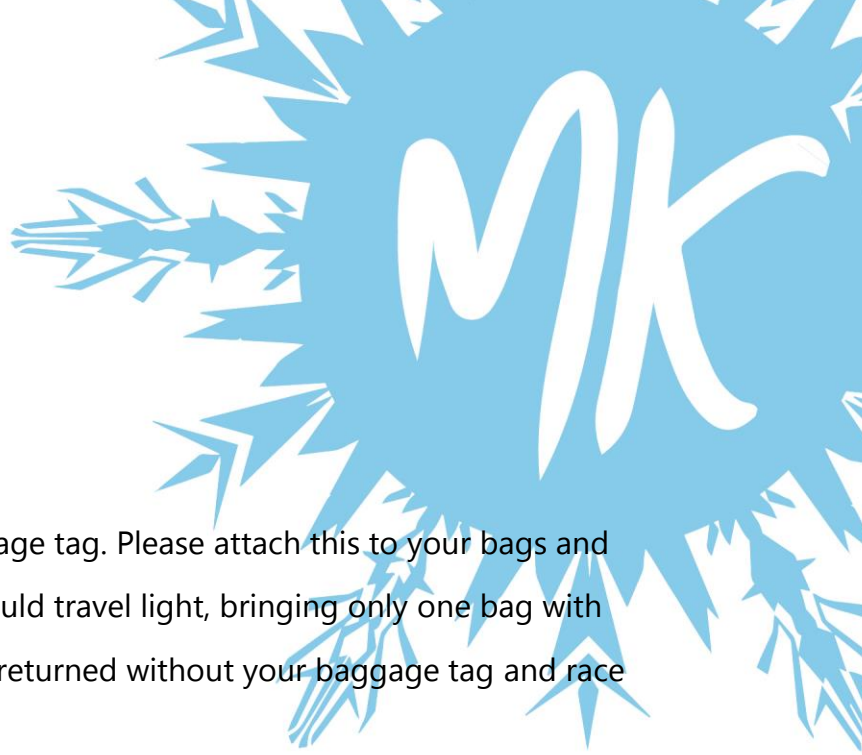 MK
age tag. Please attach this to your bags and
uld travel light, bringing only one bag with
returned without your baggage tag and race